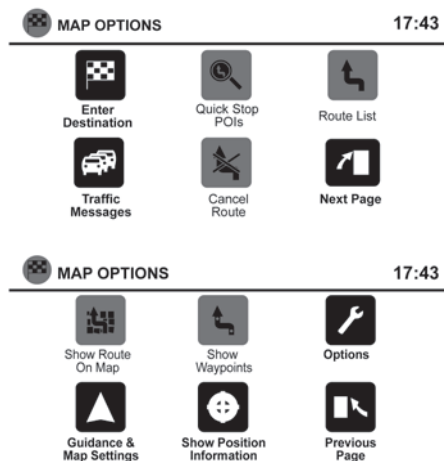 MAP OPTIONS 17:43
Enter
Destination
Quick Stop
POIs
Route List
Traffic
Messages
Cancel
Route
Next Page
MAP OPTIONS 17:43
Show Route
On Map
Show
Waypoints
Options
Guidance &
Map Settings
Show Position
Information
Previous
Page